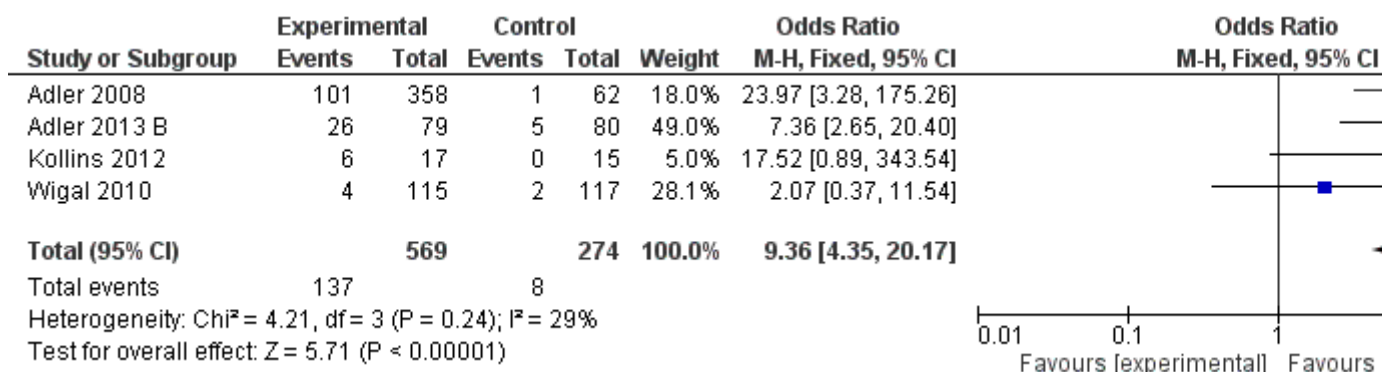 Experimental Control Odds Ratio Odds Ratio
Study or Subgroup Events Total Events Total Weight M-H, Fixed, 95% CI M-H, Fixed, 95% CI
Adler 2008 101 358 1 62 18.0% 23.97 [3.28, 175.26]
Adler 2013 B 26 79 5 80 49.0% 7.36 [2.65, 20.40]
Kollins 2012 6 17 0 15 5.0% 17.52 [0.89, 343.54]
Wigal 2010 4 115 2 117 28.1% 2.07 [0.37, 11.54]
Total (95% CI) 569 274 100.0% 9.36 [4.35, 20.17]
Total events 137 8
Heterogeneity: Chi² = 4.21, df = 3 (P = 0.24); I² = 29%
Test for overall effect: Z = 5.71 (P < 0.00001)
0.01 0.1 1
Favours [experimental] Favours